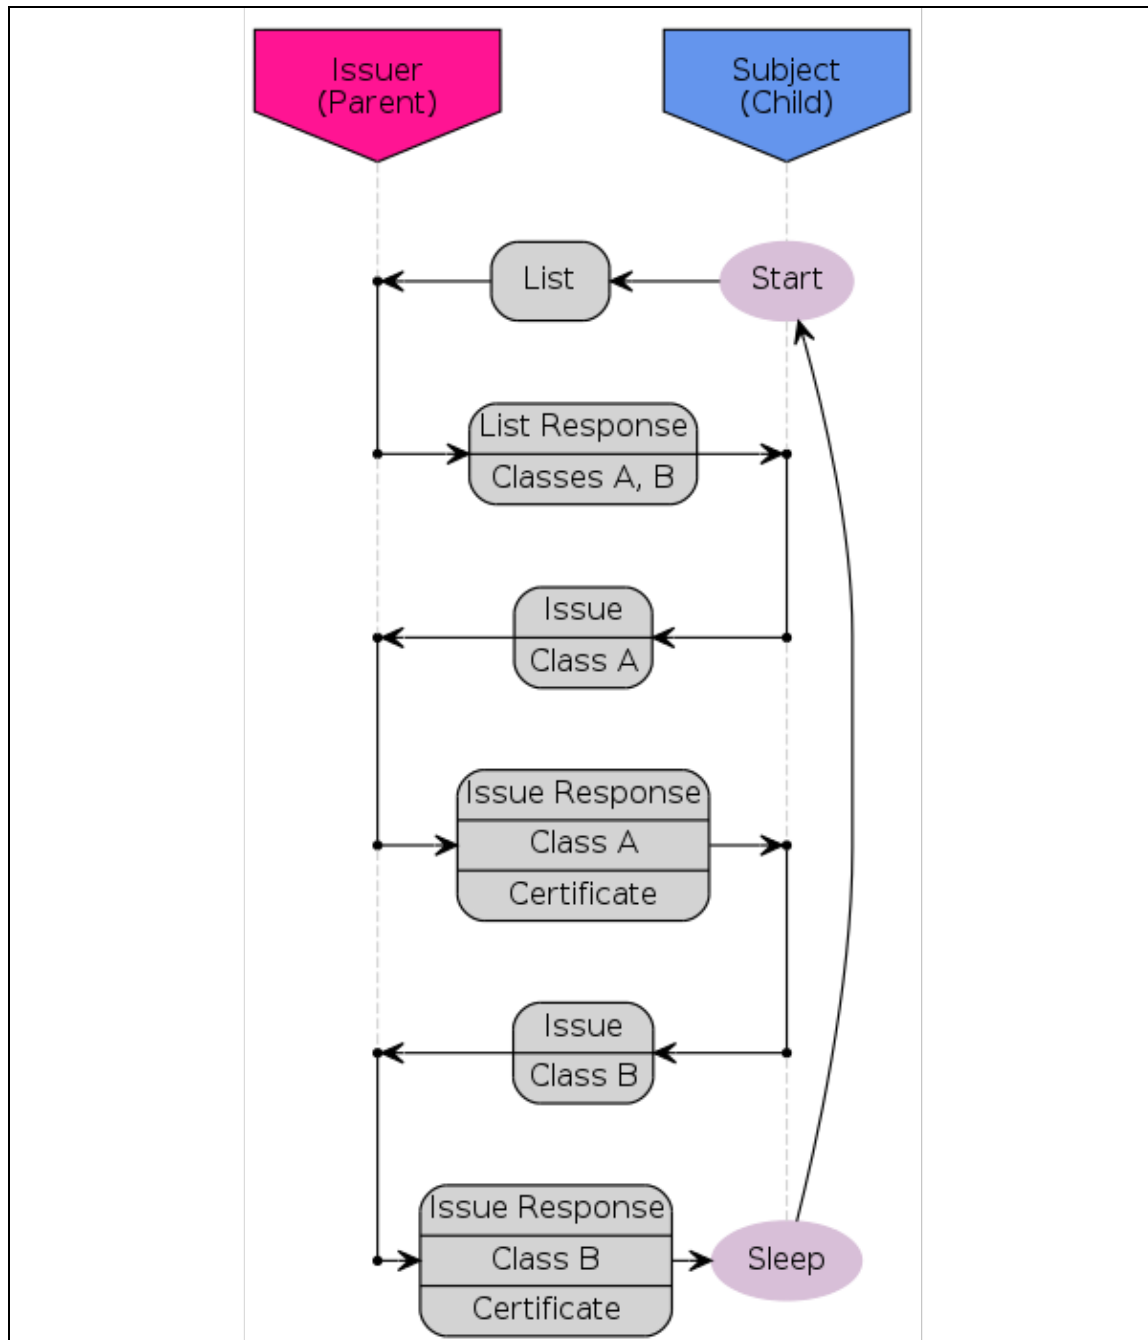 Issuer
(Parent)
Subject
(Child)
List
Start
List Response
Classes A, B
Issue
Class A
Issue Response
Class A
Certificate
Issue
Class B
Issue Response
Class B
Certificate
Sleep